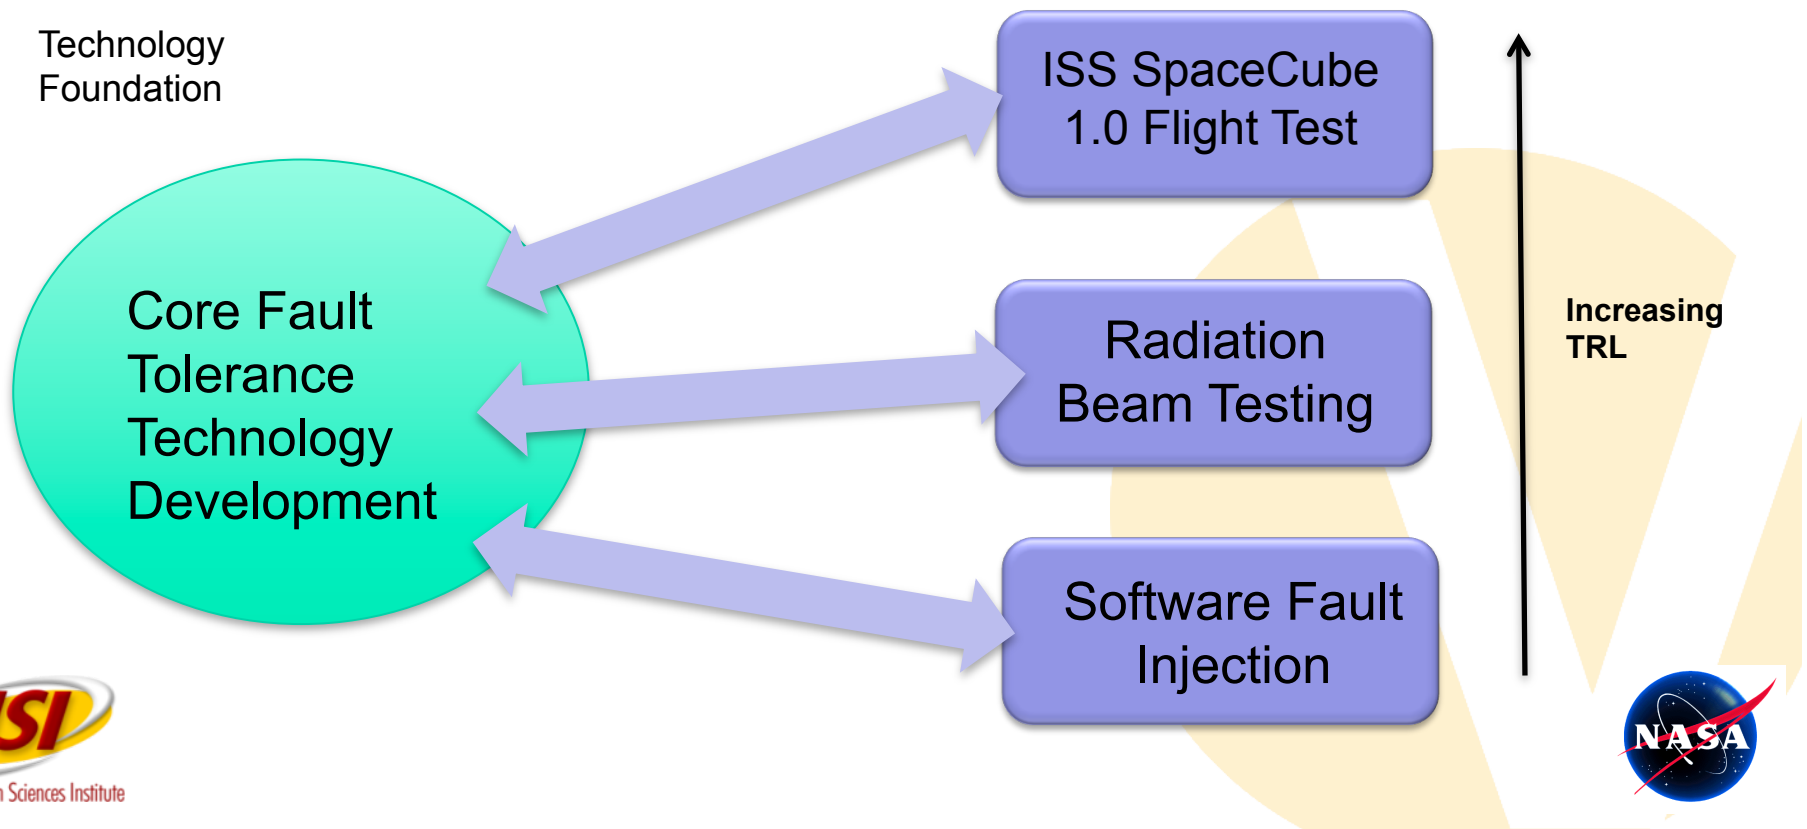 Technology
Foundation
ISS SpaceCube
1.0 Flight Test
Core Fault
Tolerance
Technology
Development
Radiation
Beam Testing
Increasing
TRL
Software Fault
Injection
SI
Sciences Institute
NASA